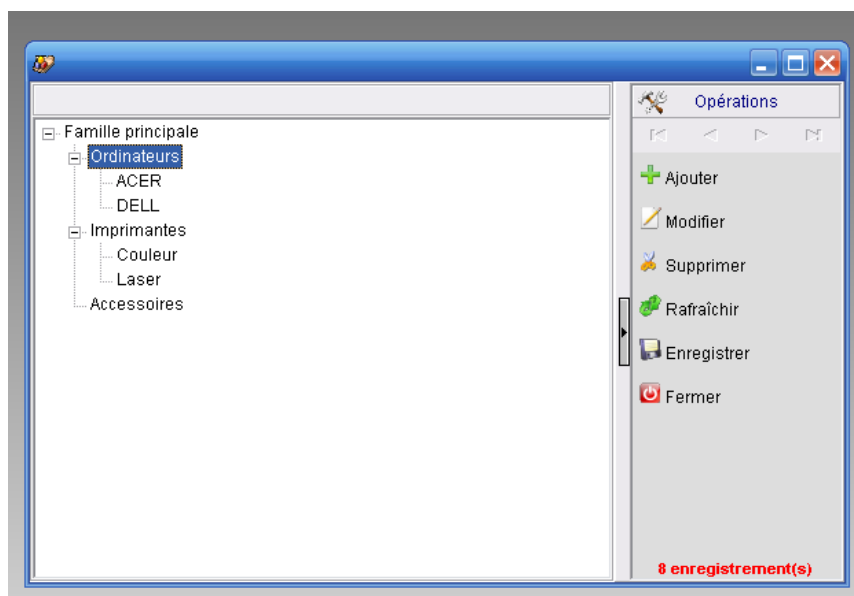 Opérations
Famille principale
Ordinateurs
ACER
DELL
Imprimantes
Couleur
Laser
Accessoires
Ajouter
Modifier
Supprimer
Rafraîchir
Enregistrer
Fermer
8 enregistrement(s)